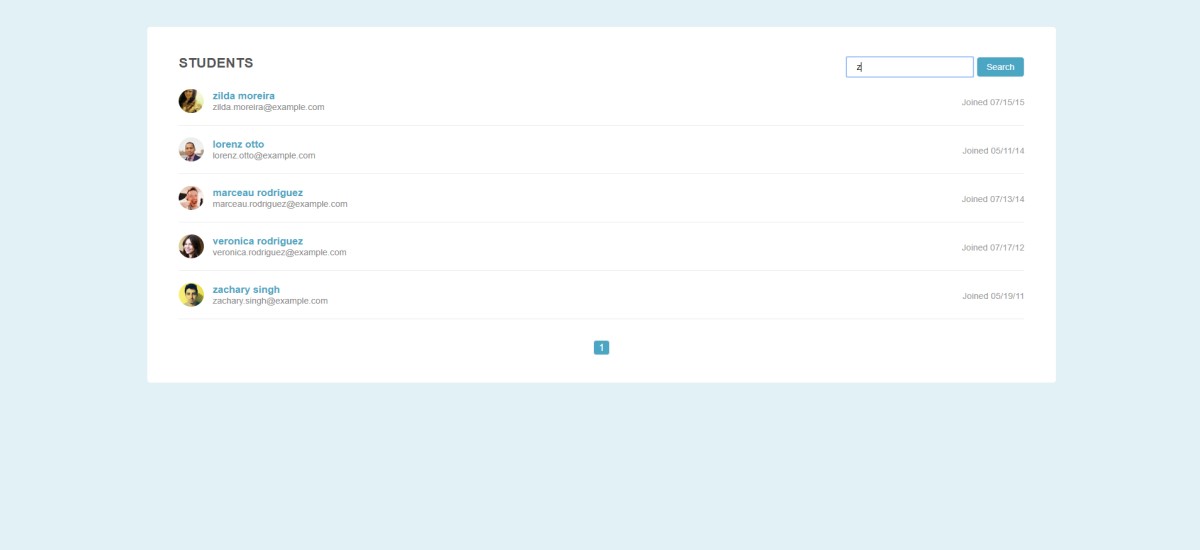 STUDENTS
z
Search
zilda moreira
zilda.moreira@example.com
Joined 07/15/15
lorenz otto
lorenz.otto@example.com
Joined 05/11/14
marceau rodriguez
marceau.rodriguez@example.com
Joined 07/13/14
veronica rodriguez
veronica.rodriguez@example.com
Joined 07/17/12
zachary singh
zachary.singh@example.com
Joined 05/19/11
1